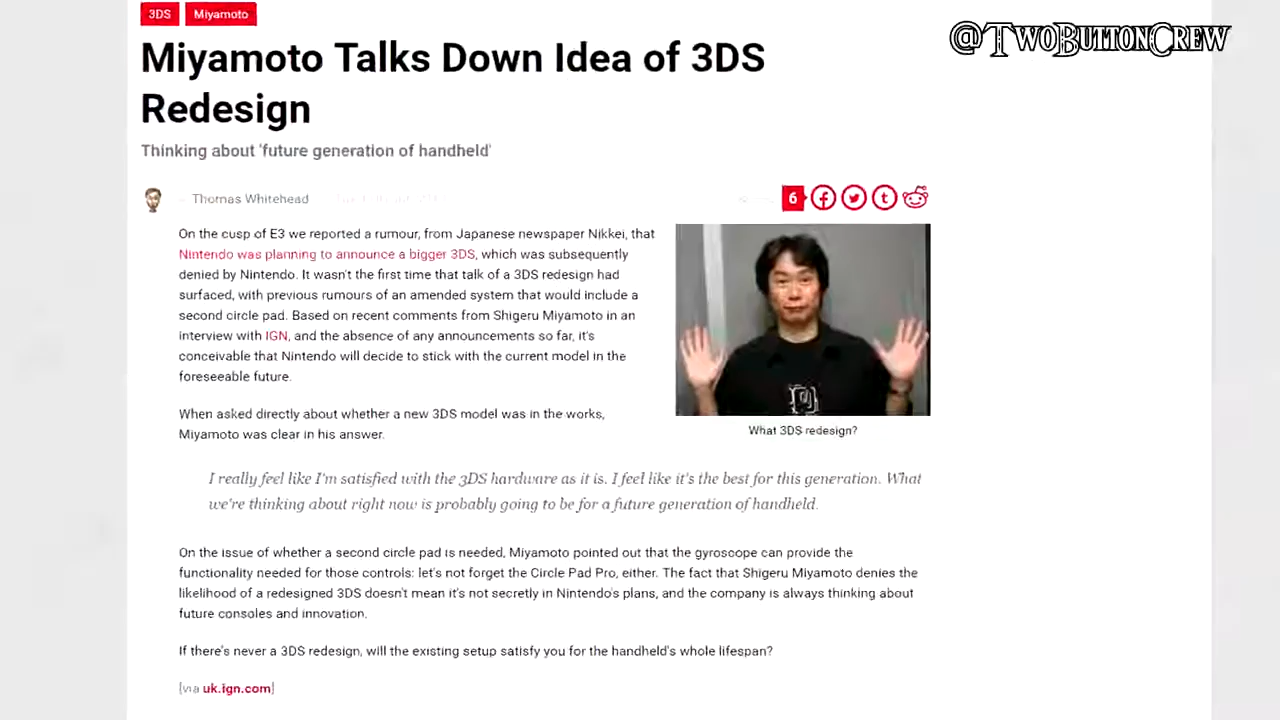 3DS Miyamoto
@TwoButtonCrew
Miyamoto Talks Down Idea of 3DS
Redesign
Thinking about 'future generation of handheld'
Thomas Whitehead
6
On the cusp of E3 we reported a rumour, from Japanese newspaper Nikkei, that
Nintendo was planning to announce a bigger 3DS, which was subsequently
denied by Nintendo. It wasn't the first time that talk of a 3DS redesign had
surfaced, with previous rumours of an amended system that would include a
second circle pad. Based on recent comments from Shigeru Miyamoto in an
interview with IGN, and the absence of any announcements so far, it's
conceivable that Nintendo will decide to stick with the current model in the
foreseeable future.
What 3DS redesign?
When asked directly about whether a new 3DS model was in the works,
Miyamoto was clear in his answer.
I really feel like I'm satisfied with the 3DS hardware as it is. I feel like it's the best for this generation. What
we're thinking about right now is probably going to be for a future generation of handheld.
On the issue of whether a second circle pad is needed, Miyamoto pointed out that the gyroscope can provide the
functionality needed for those controls: let's not forget the Circle Pad Pro, either. The fact that Shigeru Miyamoto denies the
likelihood of a redesigned 3DS doesn't mean it's not secretly in Nintendo's plans, and the company is always thinking about
future consoles and innovation.
If there's never a 3DS redesign, will the existing setup satisfy you for the handheld's whole lifespan?
[via uk.ign.com]